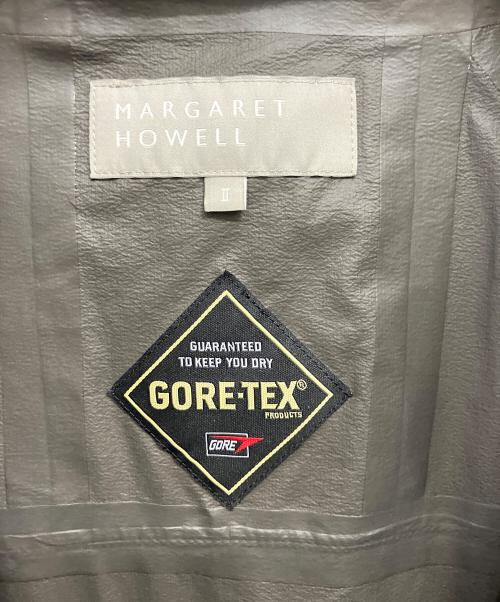 MARGARET
HOWELL
II
GUARANTEED
TO KEEP YOU DRY
GORE-TEX®
PRODUCTS
GORE